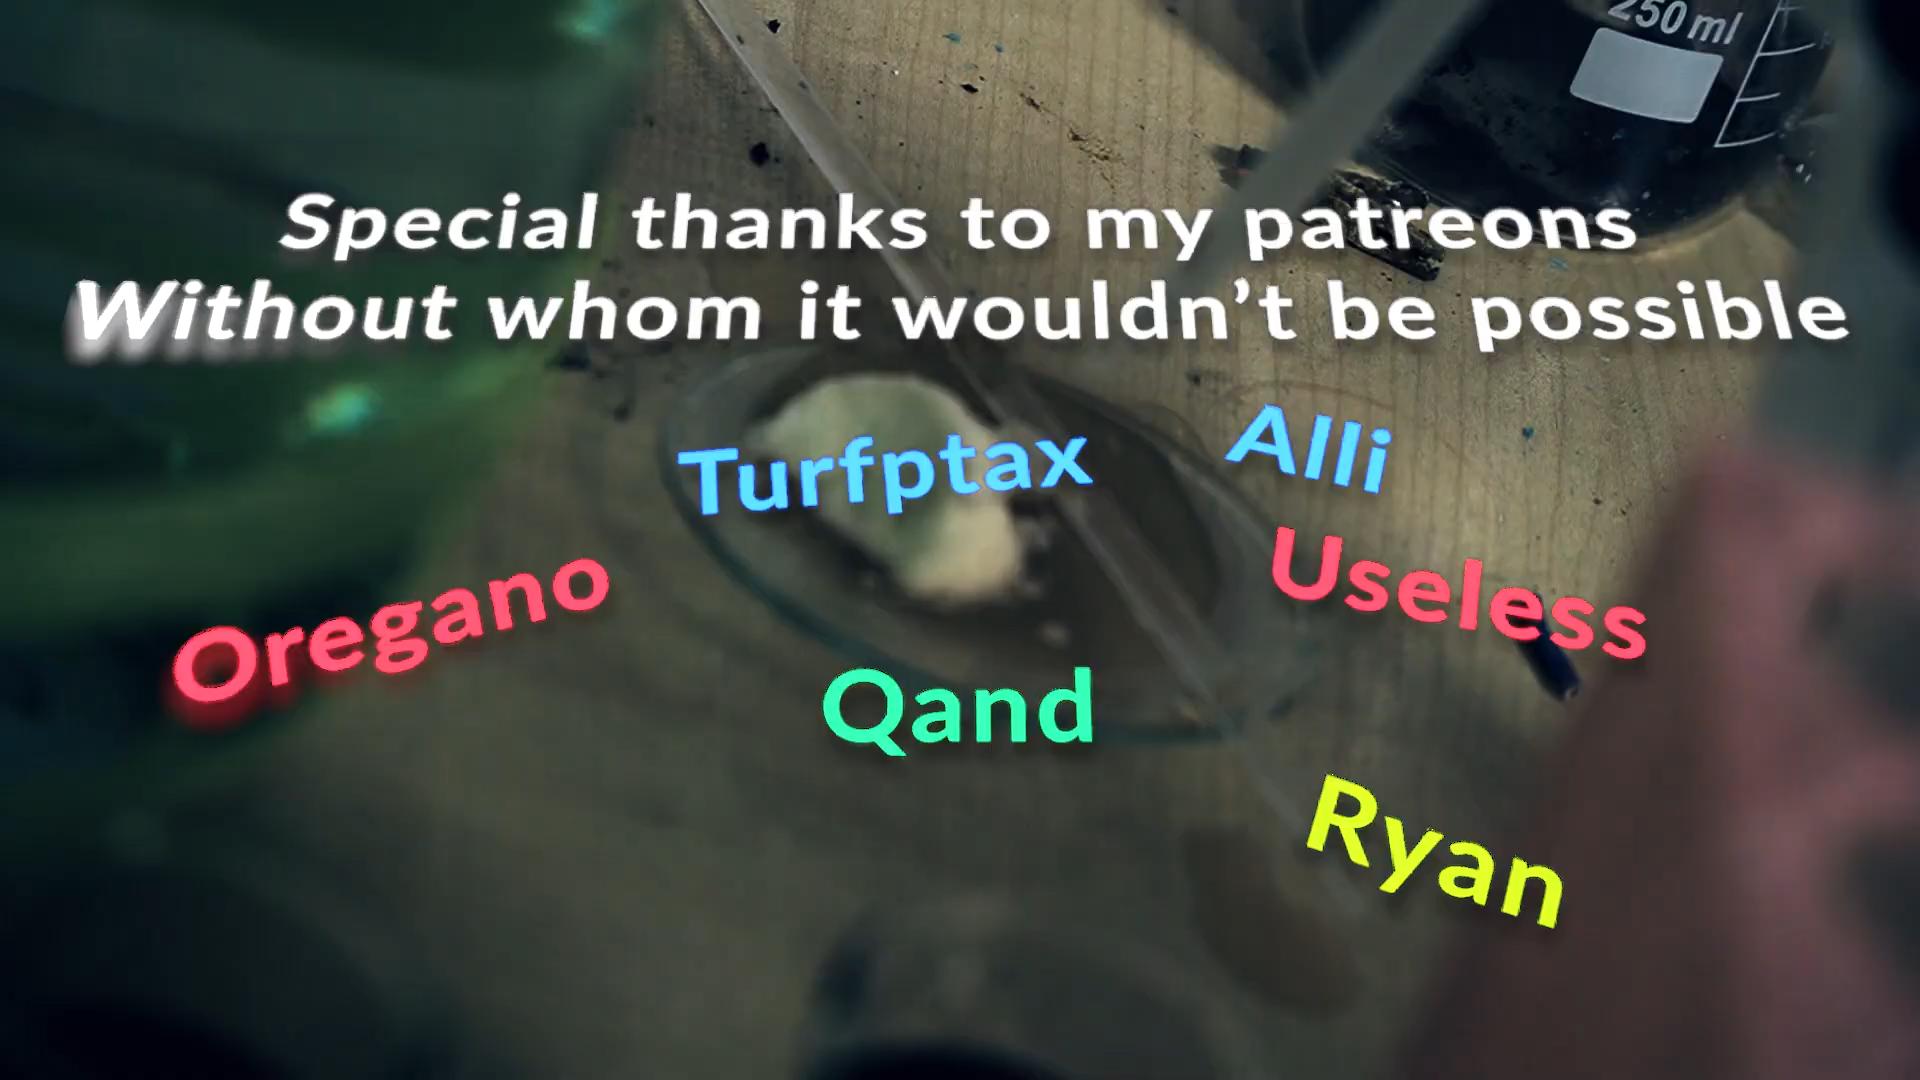 250 ml
Special thanks to my patreons
Without whom it wouldn't be possible
Turfptax
Alli
Useless
Oregano
Qand
Ryan